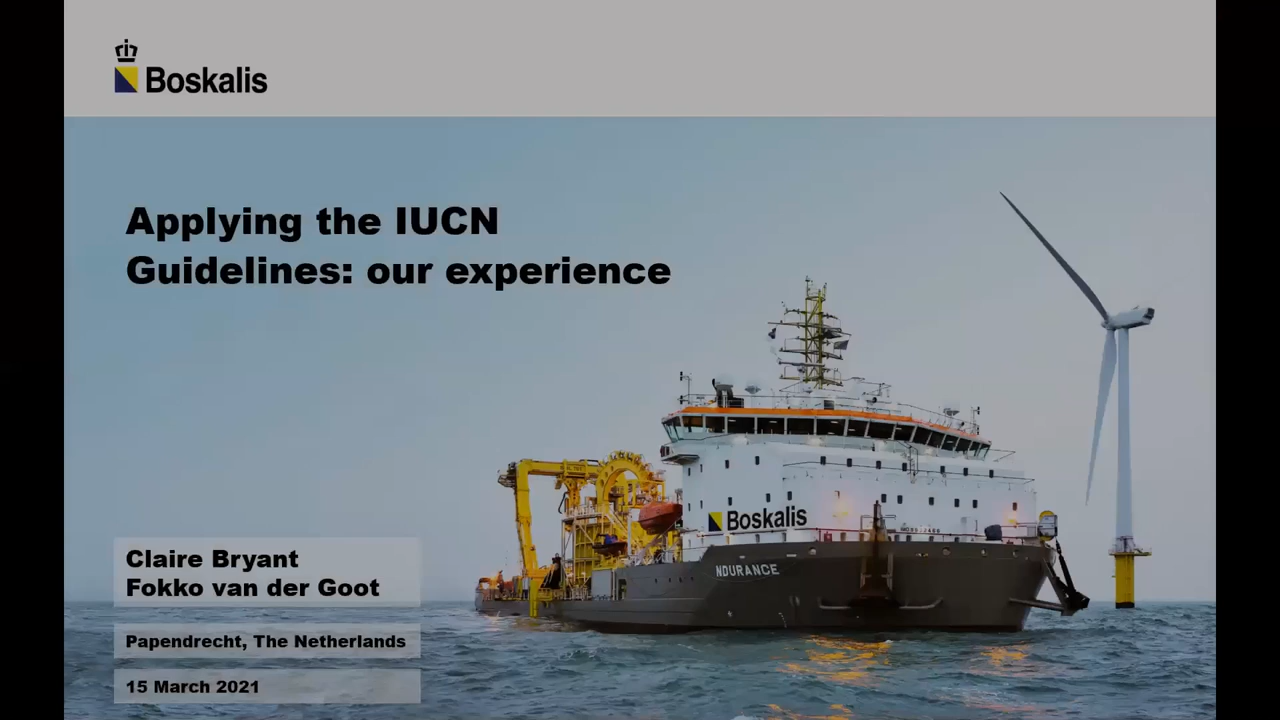 Boskalis
Applying the IUCN
Guidelines: our experience
Boskalis
NDURANCE
Claire Bryant
Fokko van der Goot
Papendrecht, The Netherlands
15 March 2021